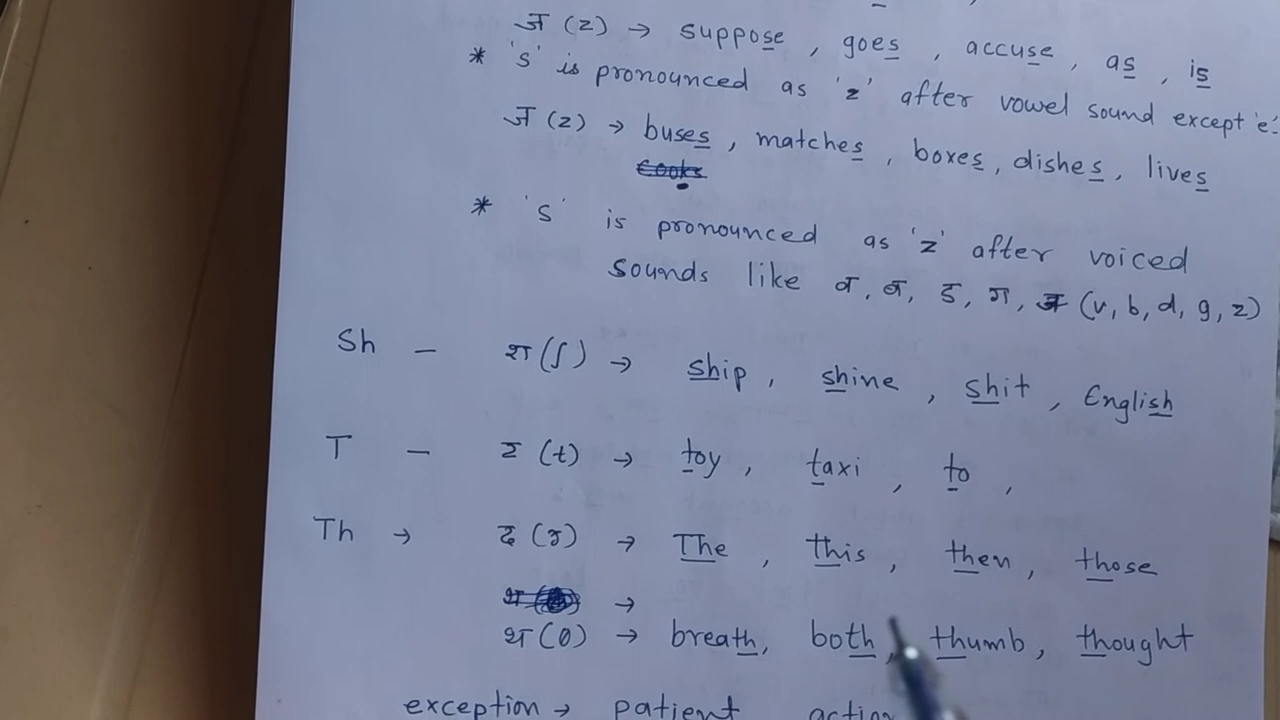 ज (z) → suppose, goes, accuse, as, is
* 's' is pronounced as 'z' after vowel sound except 'e'
ज (z) → buses, matches, boxes, dishes, lives
* 's' is pronounced as 'z' after voiced
sounds like व, ब, ड, ग, ज (v, b, d, g, z)
Sh - श (ʃ) → ship, shine, shit, English
T - ट (t) → toy, taxi, to,
Th → द (ठ) → The, this, then, those
→
थ (θ) → breath, both, thumb, thought
exception → patient action